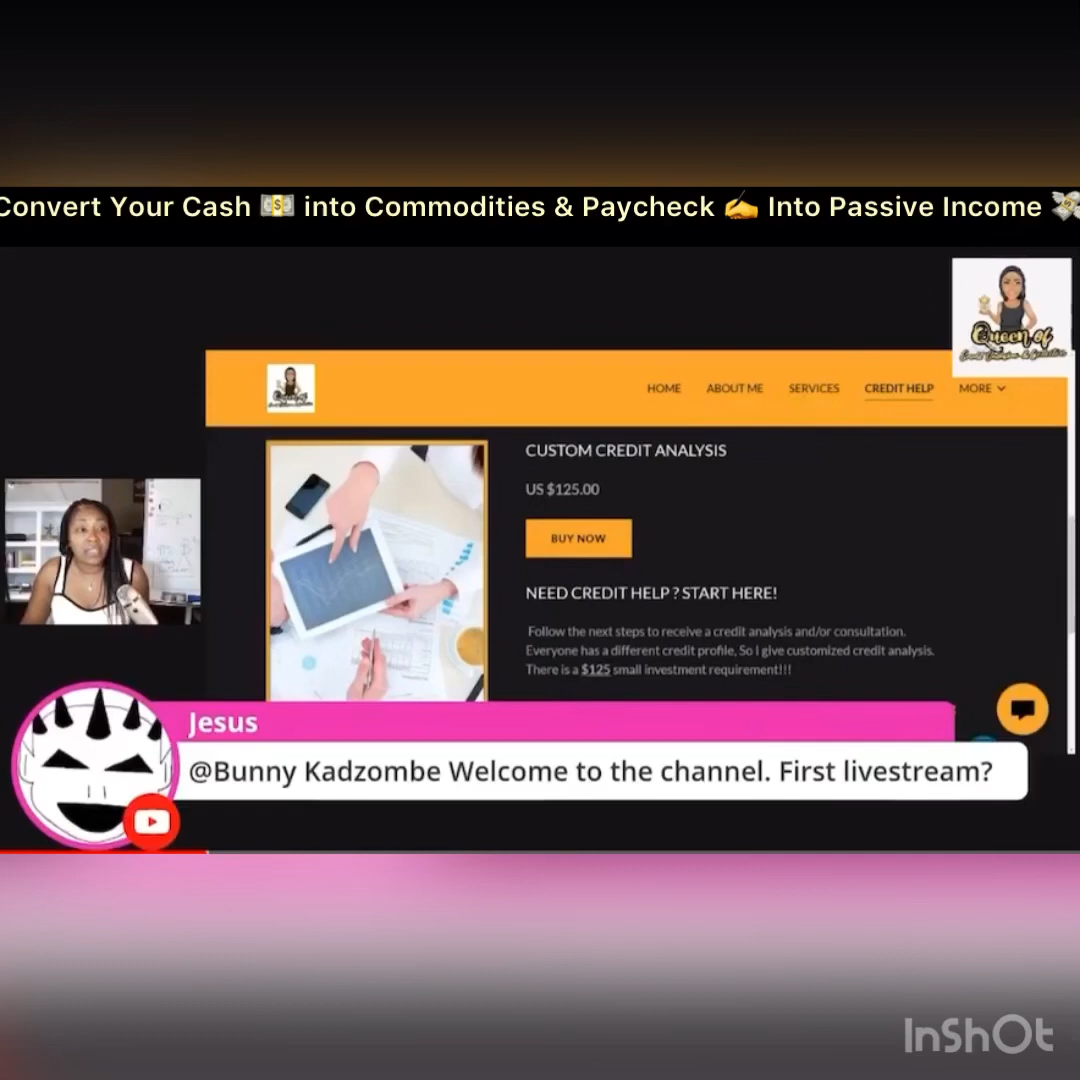 Convert Your Cash 💵 into Commodities & Paycheck ✍️ Into Passive Income 💸
Queen of
HOME ABOUT ME SERVICES CREDIT HELP MORE
CUSTOM CREDIT ANALYSIS
US $125.00
BUY NOW
NEED CREDIT HELP ? START HERE!
Follow the next steps to receive a credit analysis and/or consultation.
Everyone has a different credit profile, So I give customized credit analysis.
There is a $125 small investment requirement!!!
Jesus
@Bunny Kadzombe Welcome to the channel. First livestream?
InShOt